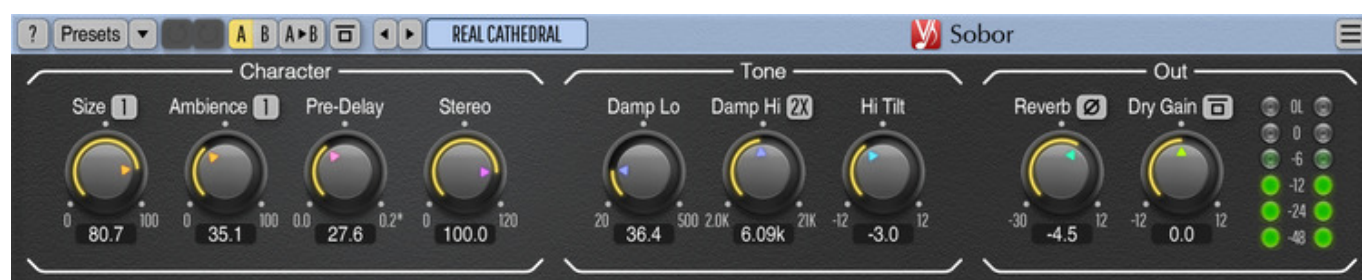 ? Presets A B A▸B REAL CATHEDRAL Sobor
Character Tone Out
Size 1 Ambience 1 Pre-Delay Stereo Damp Lo Damp Hi 2X Hi Tilt Reverb Ø Dry Gain OL
0
-6
-12
-24
-48
0 100 0 100 0.0 0.2* 0 120 20 500 2.0K 21K -12 12 -30 12 -12 12
80.7 35.1 27.6 100.0 36.4 6.09k -3.0 -4.5 0.0